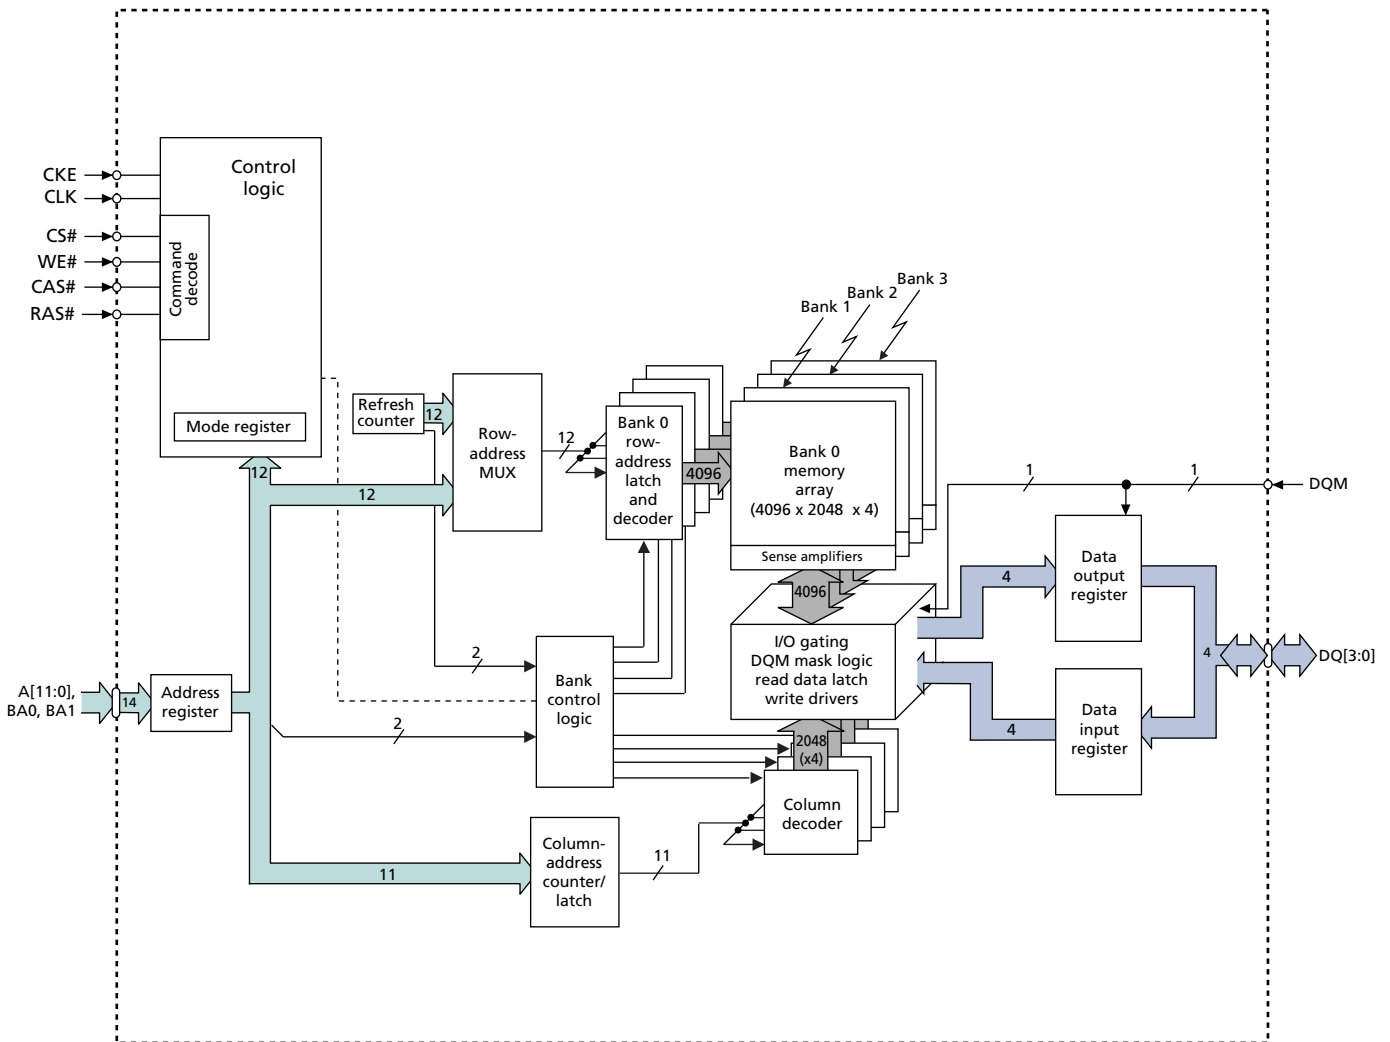 Control
logic
CKE
CLK
CS#
WE#
CAS#
RAS#
Command
decode
Mode register
12
Refresh
counter
12
12
Row-
address
MUX
12
Bank 0
row-
address
latch
and
decoder
4096
Bank 1
Bank 2
Bank 3
Bank 0
memory
array
(4096 x 2048 x 4)
Sense amplifiers
4096
I/O gating
DQM mask logic
read data latch
write drivers
2048
(x4)
Column
decoder
1
1
DQM
Data
output
register
4
4
DQ[3:0]
Data
input
register
4
2
Bank
control
logic
2
A[11:0],
BA0, BA1
14
Address
register
11
Column-
address
counter/
latch
11